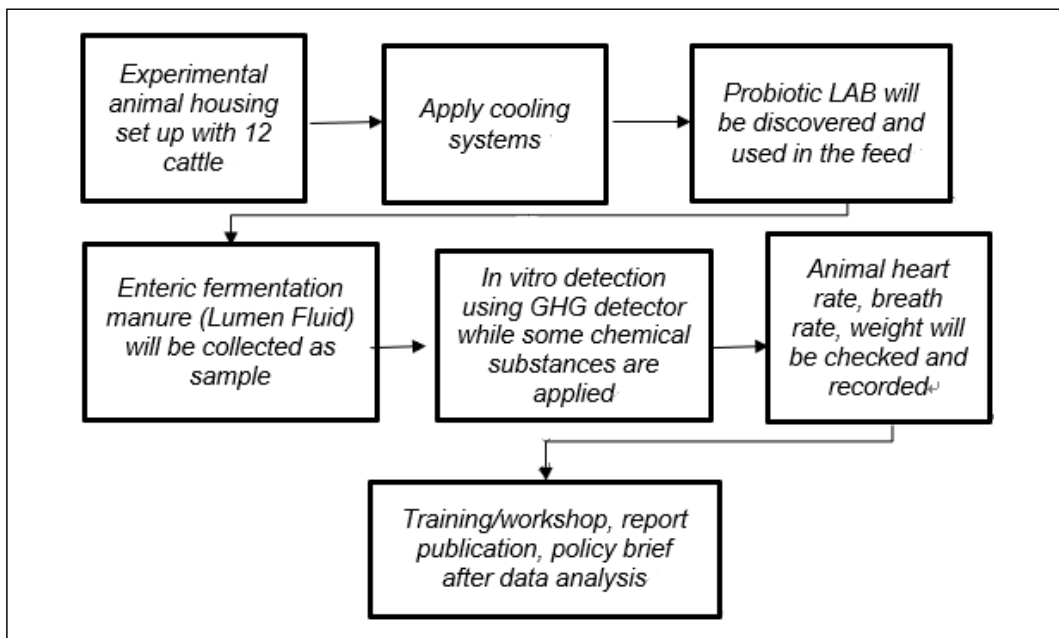 Experimental
animal housing
set up with 12
cattle
Apply cooling
systems
Probiotic LAB will
be discovered and
used in the feed
Enteric fermentation
manure (Lumen Fluid)
will be collected as
sample
In vitro detection
using GHG detector
while some chemical
substances are
applied
Animal heart
rate, breath
rate, weight will
be checked and
recorded↵
Training/workshop, report
publication, policy brief
after data analysis